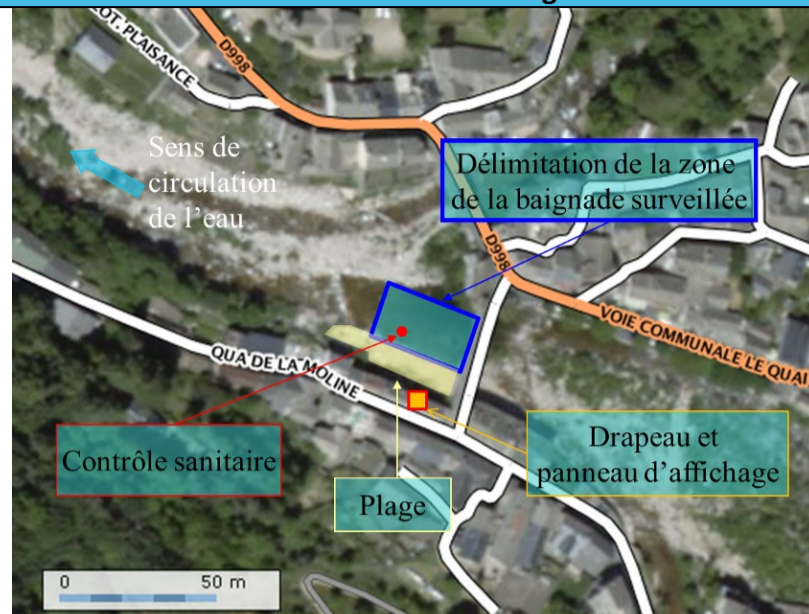 LOT. PLAISANCE
D998
Sens de
circulation
de l'eau
Délimitation de la zone
de la baignade surveillée
D998
VOIE COMMUNALE LE QUAI
QUA DE LA MOLINE
Contrôle sanitaire
Drapeau et
panneau d'affichage
Plage
0 50 m